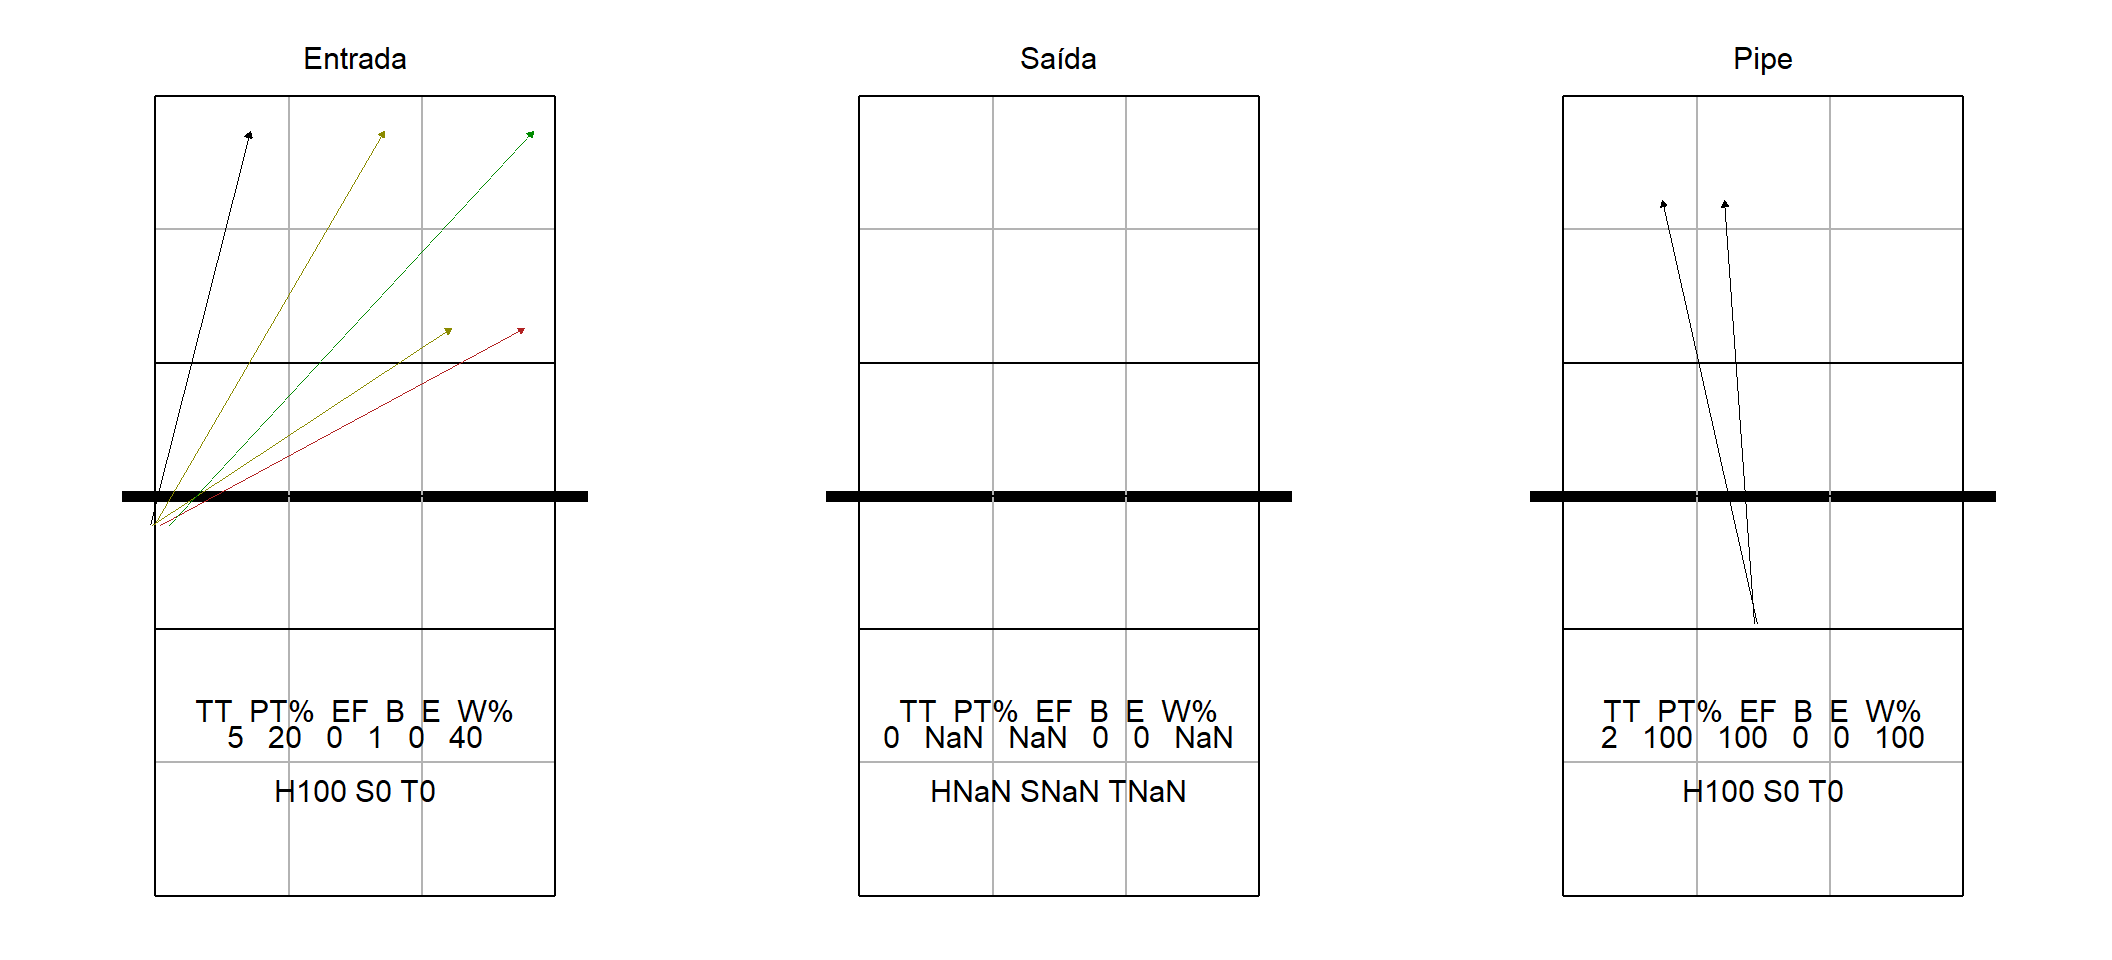 Entrada
TT PT% EF B E W%
5 20 0 1 0 40
H100 S0 T0
Saída
TT PT% EF B E W%
0 NaN NaN 0 0 NaN
HNaN SNaN TNaN
Pipe
TT PT% EF B E W%
2 100 100 0 0 100
H100 S0 T0